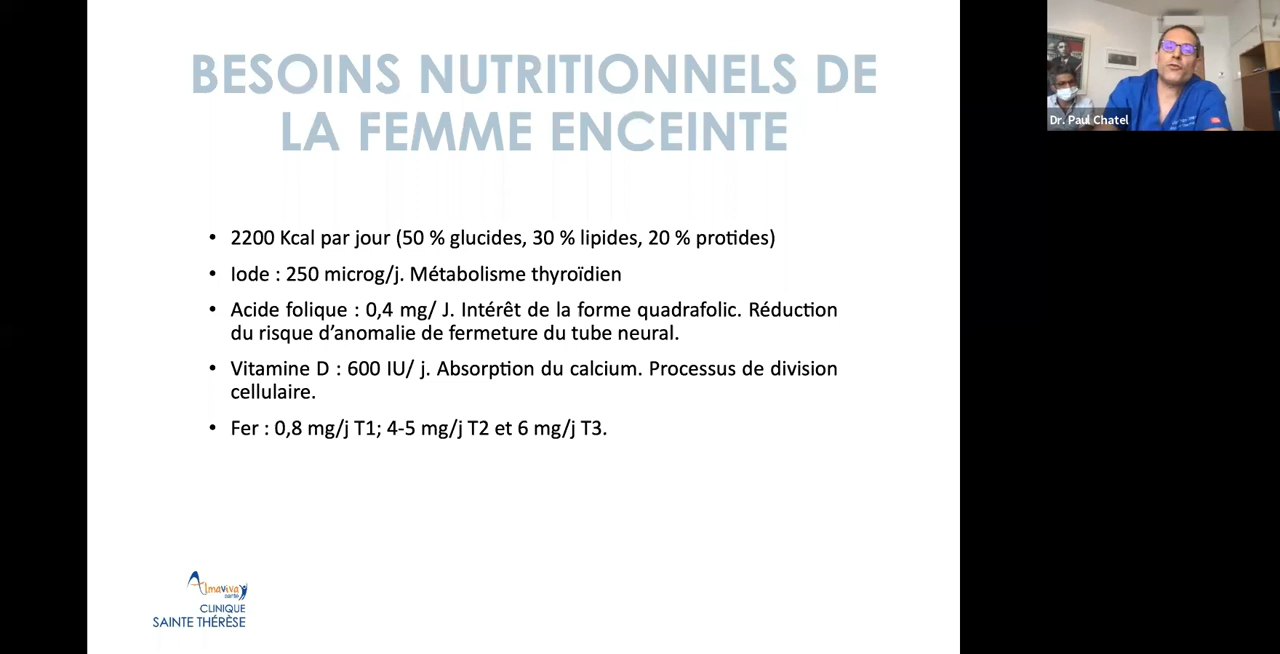 BESOINS NUTRITIONNELS DE
LA FEMME ENCEINTE
• 2200 Kcal par jour (50 % glucides, 30 % lipides, 20 % protides)
• Iode : 250 microg/j. Métabolisme thyroïdien
• Acide folique : 0,4 mg/ J. Intérêt de la forme quadrafolic. Réduction
du risque d’anomalie de fermeture du tube neural.
• Vitamine D : 600 IU/ j. Absorption du calcium. Processus de division
cellulaire.
• Fer : 0,8 mg/j T1; 4-5 mg/j T2 et 6 mg/j T3.
Almaviva
santé
CLINIQUE
SAINTE THÉRÈSE
Dr. Paul Chatel